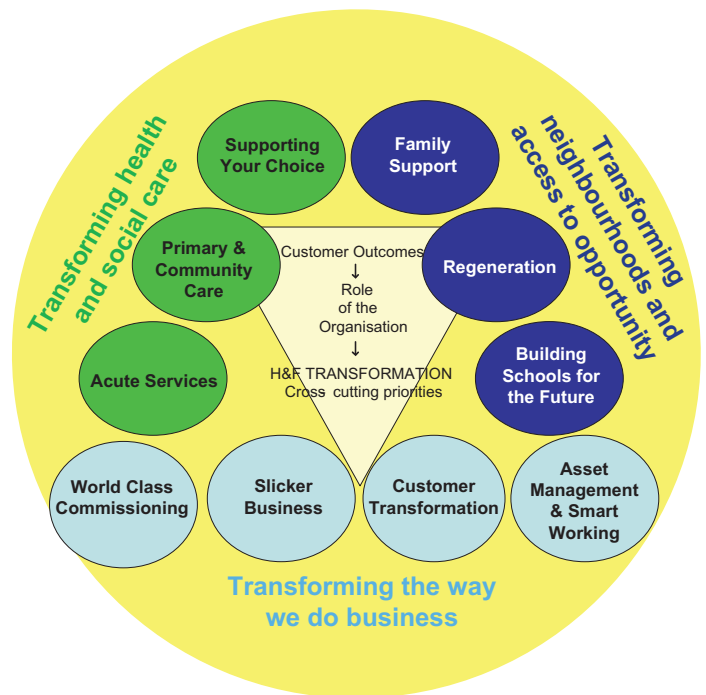 Transforming health
and social care
Transforming
neighbourhoods and
access to opportunity
Supporting
Your Choice
Family
Support
Primary &
Community
Care
Customer Outcomes
↓
Role
of the
Organisation
↓
H&F TRANSFORMATION
Cross cutting priorities
Regeneration
Acute Services
Building
Schools for
the Future
World Class
Commissioning
Slicker
Business
Customer
Transformation
Asset
Management
& Smart
Working
Transforming the way
we do business